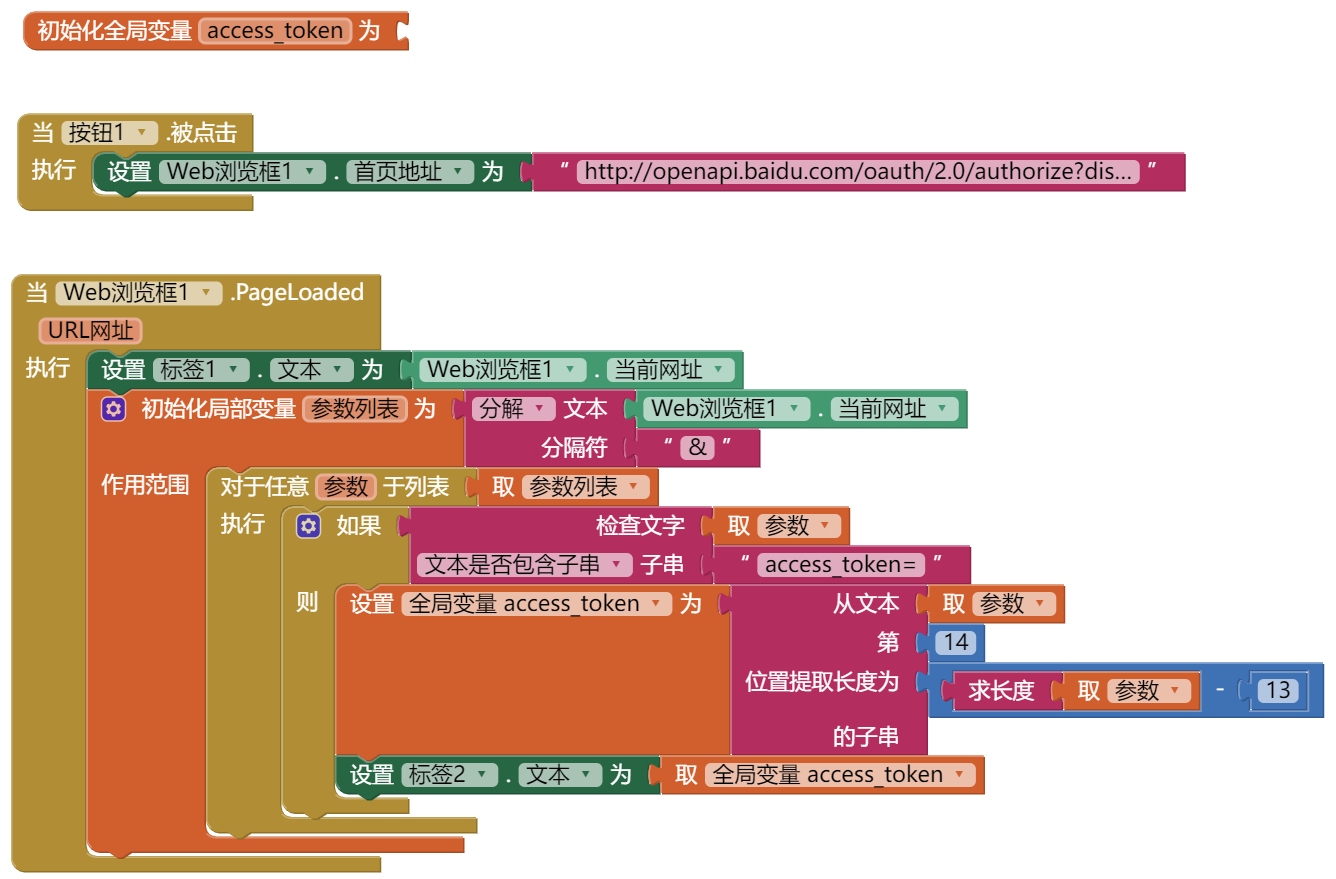 初始化全局变量 access_token 为
当 按钮1 .被点击
执行 设置 Web浏览框1 . 首页地址 为 “ http://openapi.baidu.com/oauth/2.0/authorize?dis... ”
当 Web浏览框1 .PageLoaded
URL网址
执行 设置 标签1 . 文本 为 Web浏览框1 . 当前网址
初始化局部变量 参数列表 为 分解 文本 Web浏览框1 . 当前网址
分隔符 “ & ”
作用范围 对于任意 参数 于列表 取 参数列表
执行 如果 检查文字 取 参数
文本是否包含子串 子串 “ access_token= ”
则 设置 全局变量 access_token 为 从文本 取 参数
第 14
位置提取长度为 求长度 取 参数 - 13
的子串
设置 标签2 . 文本 为 取 全局变量 access_token